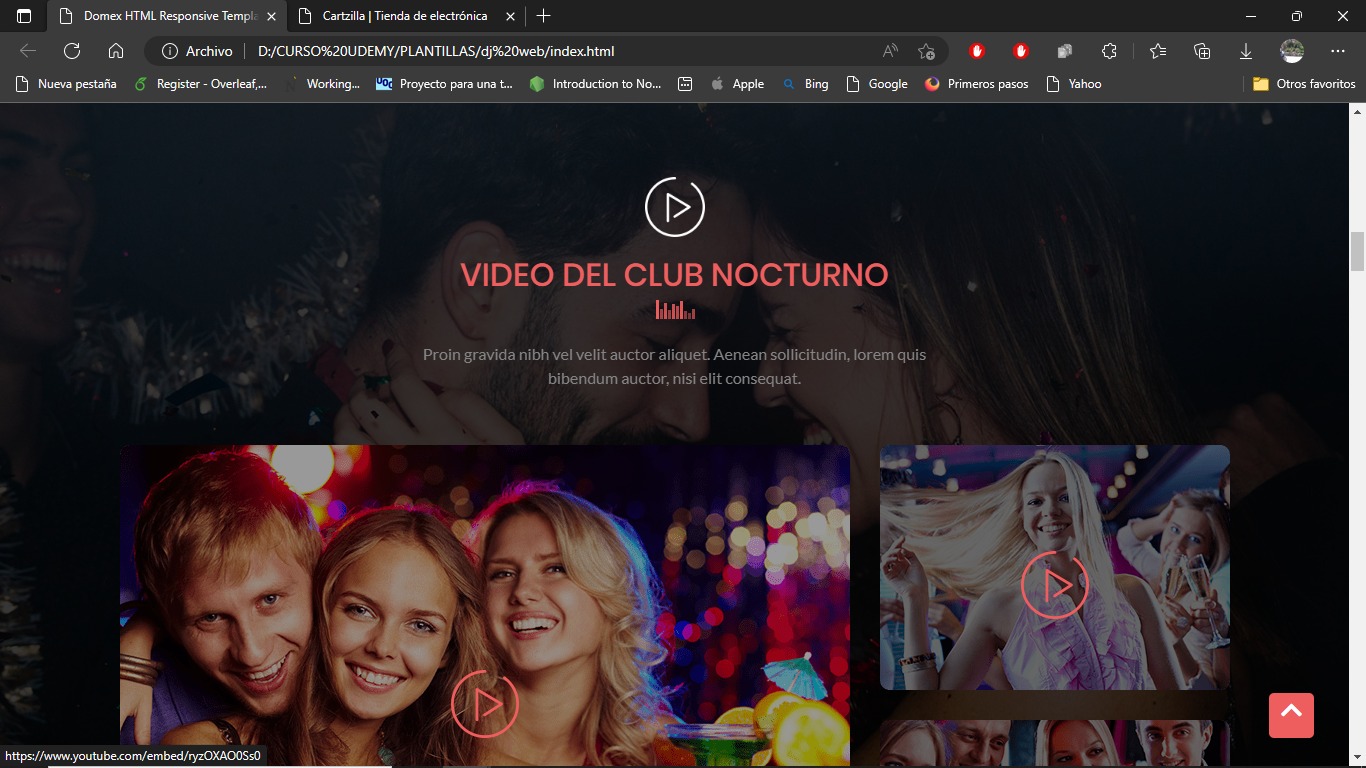 Domex HTML Responsive Templa
Cartzilla | Tienda de electrónica
Archivo
D:/CURSO%20UDEMY/PLANTILLAS/dj%20web/index.html
Nueva pestaña
Register - Overleaf,...
Working...
UOC
Proyecto para una t...
Introduction to No...
Apple
Bing
Google
Primeros pasos
Yahoo
Otros favoritos
VIDEO DEL CLUB NOCTURNO
Proin gravida nibh vel velit auctor aliquet. Aenean sollicitudin, lorem quis
bibendum auctor, nisi elit consequat.
https://www.youtube.com/embed/ryzOXAO0Ss0